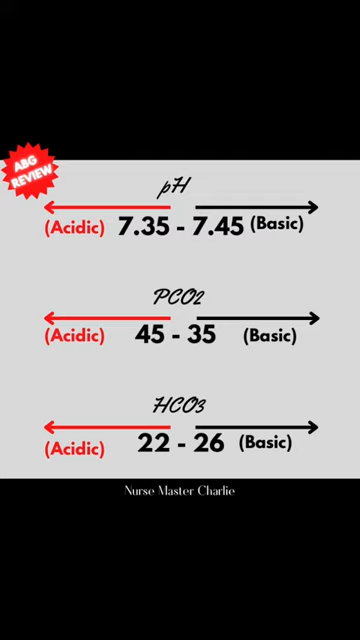 ABG
REVIEW
pH
(Acidic) 7.35 - 7.45 (Basic)
PCO2
(Acidic) 45 - 35 (Basic)
HCO3
(Acidic) 22 - 26 (Basic)
Nurse Master Charlie